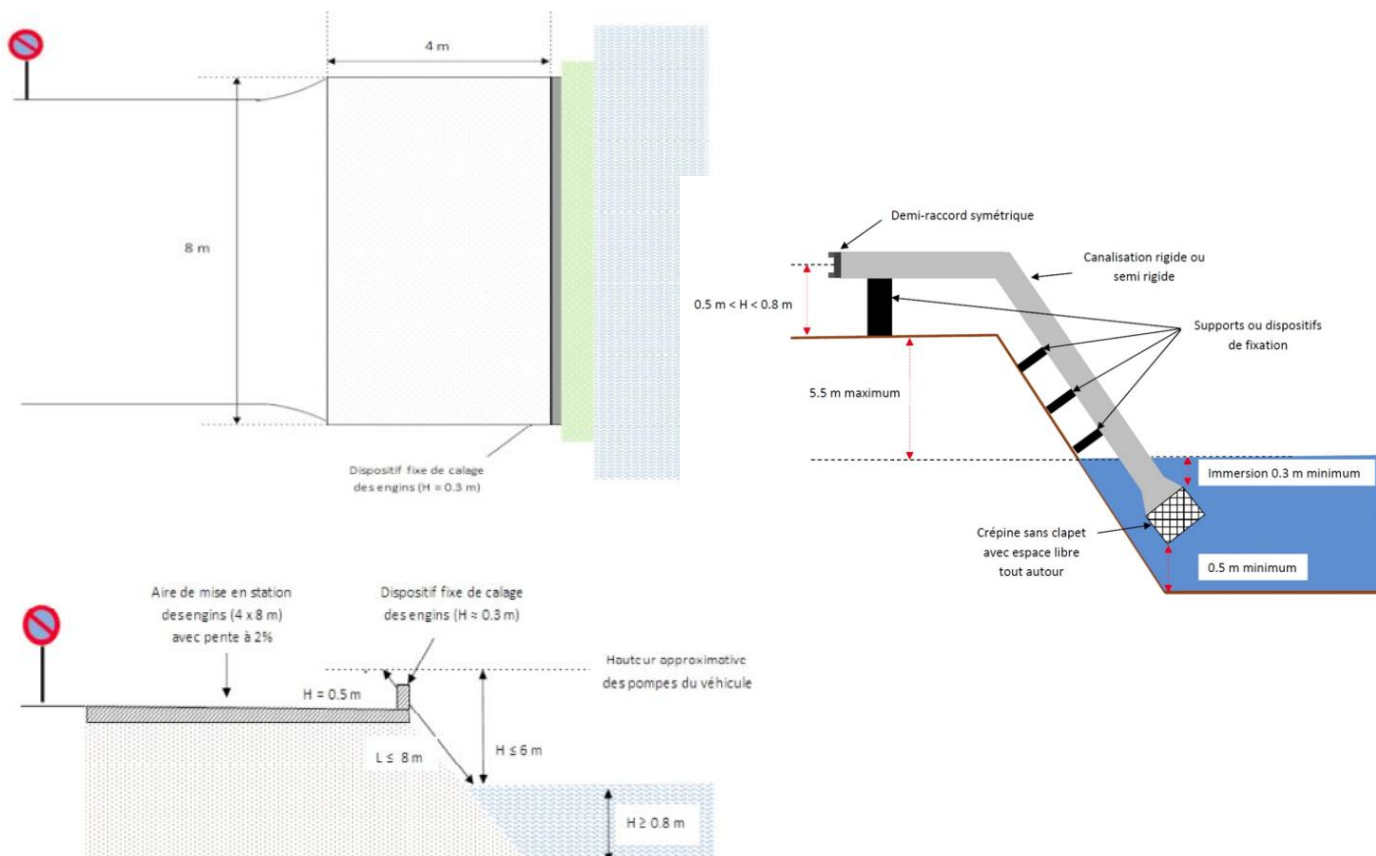 4 m
8 m
Dispositif fixe de calage
des engins (H = 0.3 m)
Demi-raccord symétrique
Canalisation rigide ou
semi rigide
0.5 m < H < 0.8 m
Supports ou dispositifs
de fixation
5.5 m maximum
Immersion 0.3 m minimum
Crépine sans clapet
avec espace libre
tout autour
0.5 m minimum
Aire de mise en station
des engins (4 x 8 m)
avec pente à 2%
Dispositif fixe de calage
des engins (H ≈ 0.3 m)
Hauteur approximative
des pompes du véhicule
H = 0.5 m
L ≤ 8 m
H ≤ 6 m
H ≥ 0.8 m